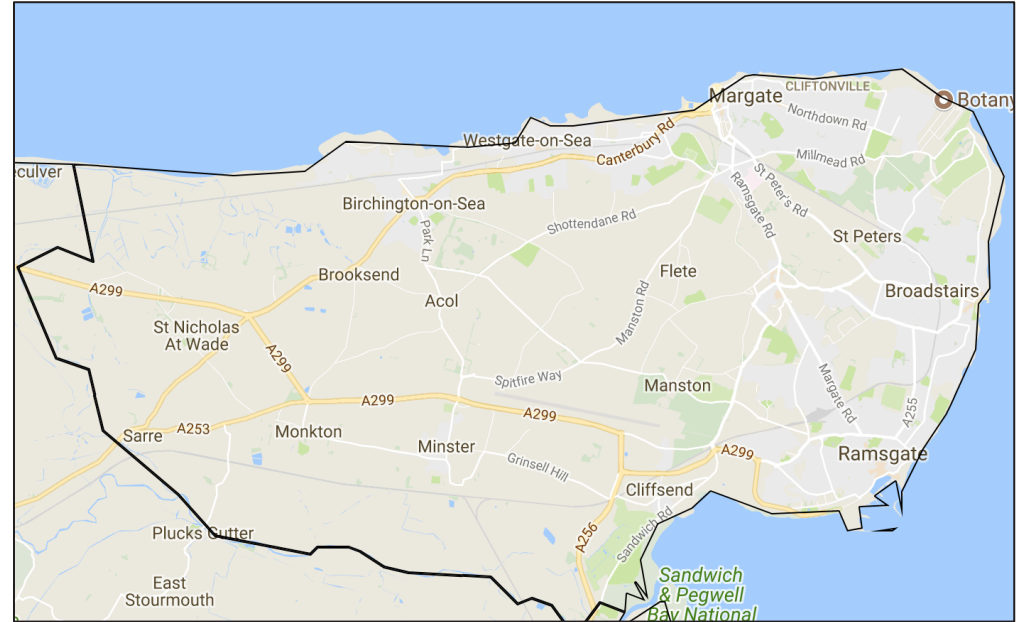 CLIFTONVILLE
Margate
Botany
Northdown Rd
Westgate-on-Sea
Canterbury Rd
Millmead Rd
eculver
St Peter's Rd
Ramsgate Rd
Birchington-on-Sea
Shottendane Rd
Park Ln
St Peters
Flete
Brooksend
A299
Acol
Broadstairs
Manston Rd
St Nicholas
At Wade
A299
Spitfire Way
Manston
Margate Rd
A299
A299
A255
A253
Sarre
Monkton
Minster
A299
Ramsgate
Grinsell Hill
Cliffsend
Sandwich Rd
A256
Plucks Gutter
East
Stourmouth
Sandwich
& Pegwell
Bay National